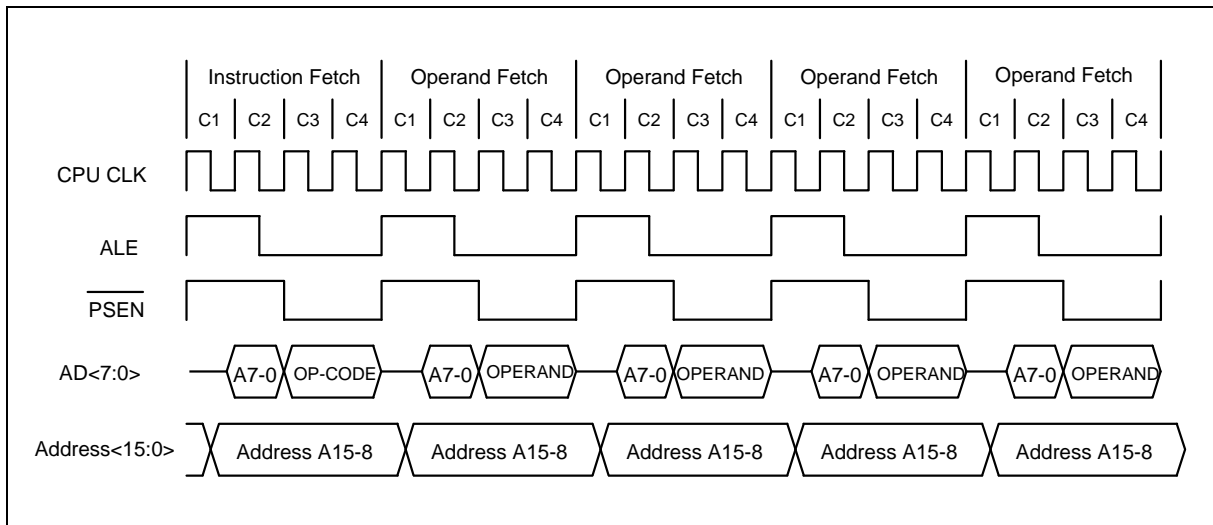 Instruction Fetch Operand Fetch Operand Fetch Operand Fetch Operand Fetch
C1 C2 C3 C4 C1 C2 C3 C4 C1 C2 C3 C4 C1 C2 C3 C4 C1 C2 C3 C4
CPU CLK
ALE
PSEN
AD<7:0> A7-0 OP-CODE A7-0 OPERAND A7-0 OPERAND A7-0 OPERAND A7-0 OPERAND
Address<15:0> Address A15-8 Address A15-8 Address A15-8 Address A15-8 Address A15-8